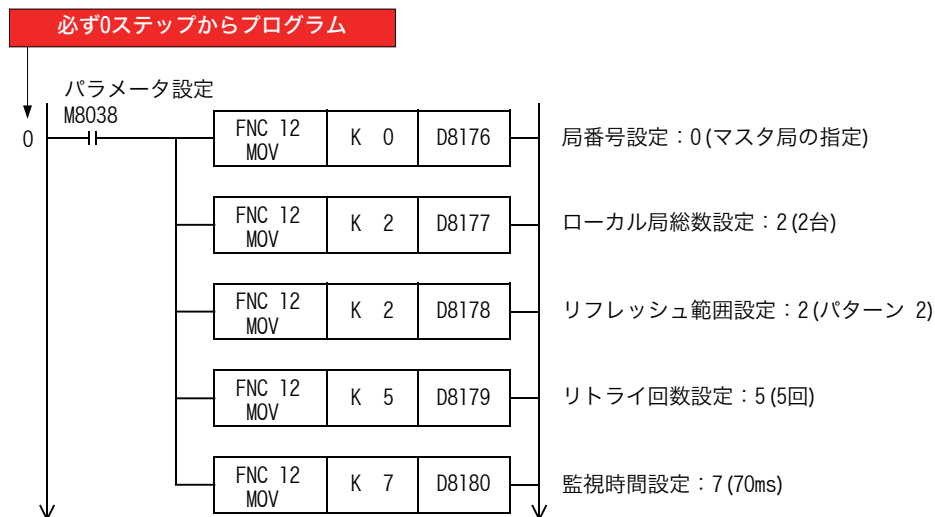 必ず0ステップからプログラム
パラメータ設定
M8038
0
FNC 12
MOV
K 0
D8176
局番号設定：0(マスタ局の指定)
FNC 12
MOV
K 2
D8177
ローカル局総数設定：2(2台)
FNC 12
MOV
K 2
D8178
リフレッシュ範囲設定：2(パターン 2)
FNC 12
MOV
K 5
D8179
リトライ回数設定：5(5回)
FNC 12
MOV
K 7
D8180
監視時間設定：7(70ms)